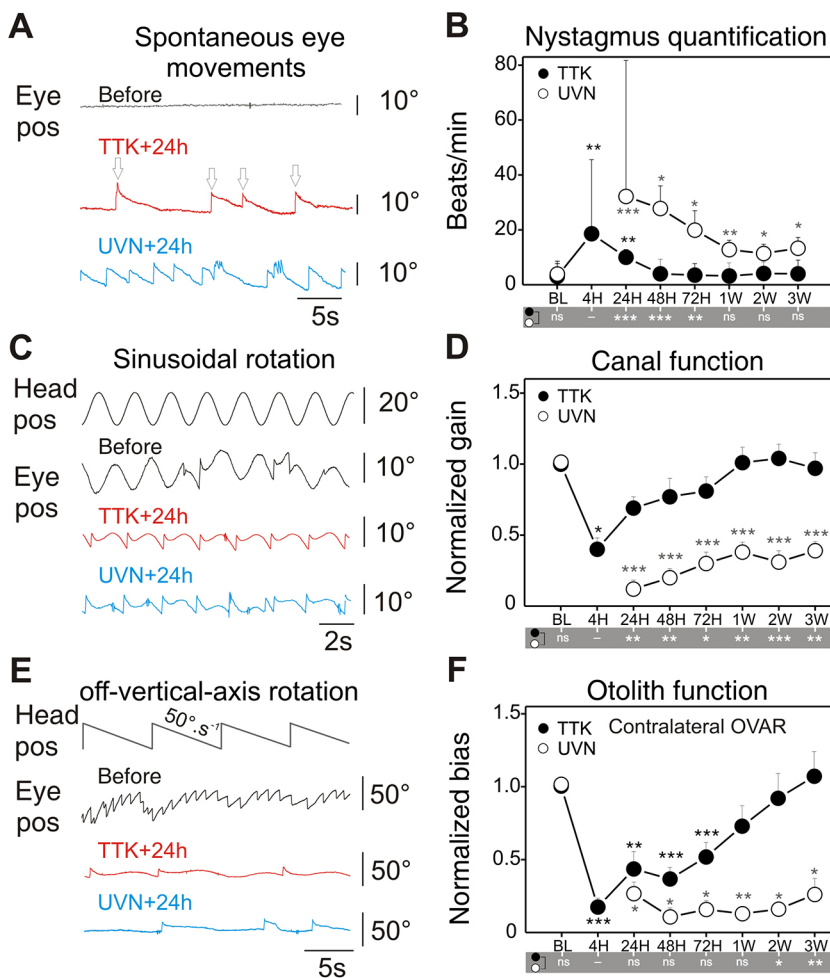 A
Spontaneous eye
movements
Eye
pos
Before
10°
TTK+24h
10°
UVN+24h
10°
5s
B
Nystagmus quantification
Beats/min
80
60
40
20
0
TTK
UVN
**
**
***
*
*
**
*
*
BL 4H 24H 48H 72H 1W 2W 3W
ns – *** *** ** ns ns ns
C
Sinusoidal rotation
Head
pos
20°
Eye
pos
Before
10°
TTK+24h
10°
UVN+24h
10°
2s
D
Canal function
Normalized gain
1.5
1.0
0.5
0
TTK
UVN
*
*** *** *** *** *** ***
BL 4H 24H 48H 72H 1W 2W 3W
ns – ** ** * ** *** **
E
off-vertical-axis rotation
Head
pos
50°.s⁻¹
Eye
pos
Before
50°
TTK+24h
50°
UVN+24h
50°
5s
F
Otolith function
Contralateral OVAR
Normalized bias
1.5
1.0
0.5
0
TTK
UVN
*** ** *** ***
* * * ** * *
BL 4H 24H 48H 72H 1W 2W 3W
ns – ns ns ns ns * **